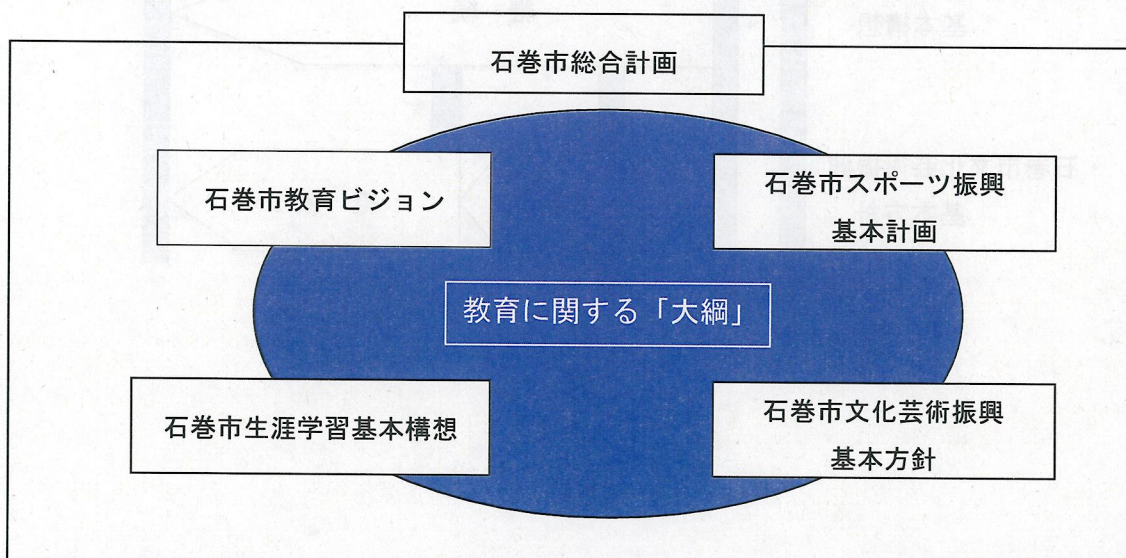 石巻市総合計画
石巻市教育ビジョン
石巻市スポーツ振興
基本計画
教育に関する「大綱」
石巻市生涯学習基本構想
石巻市文化芸術振興
基本方針